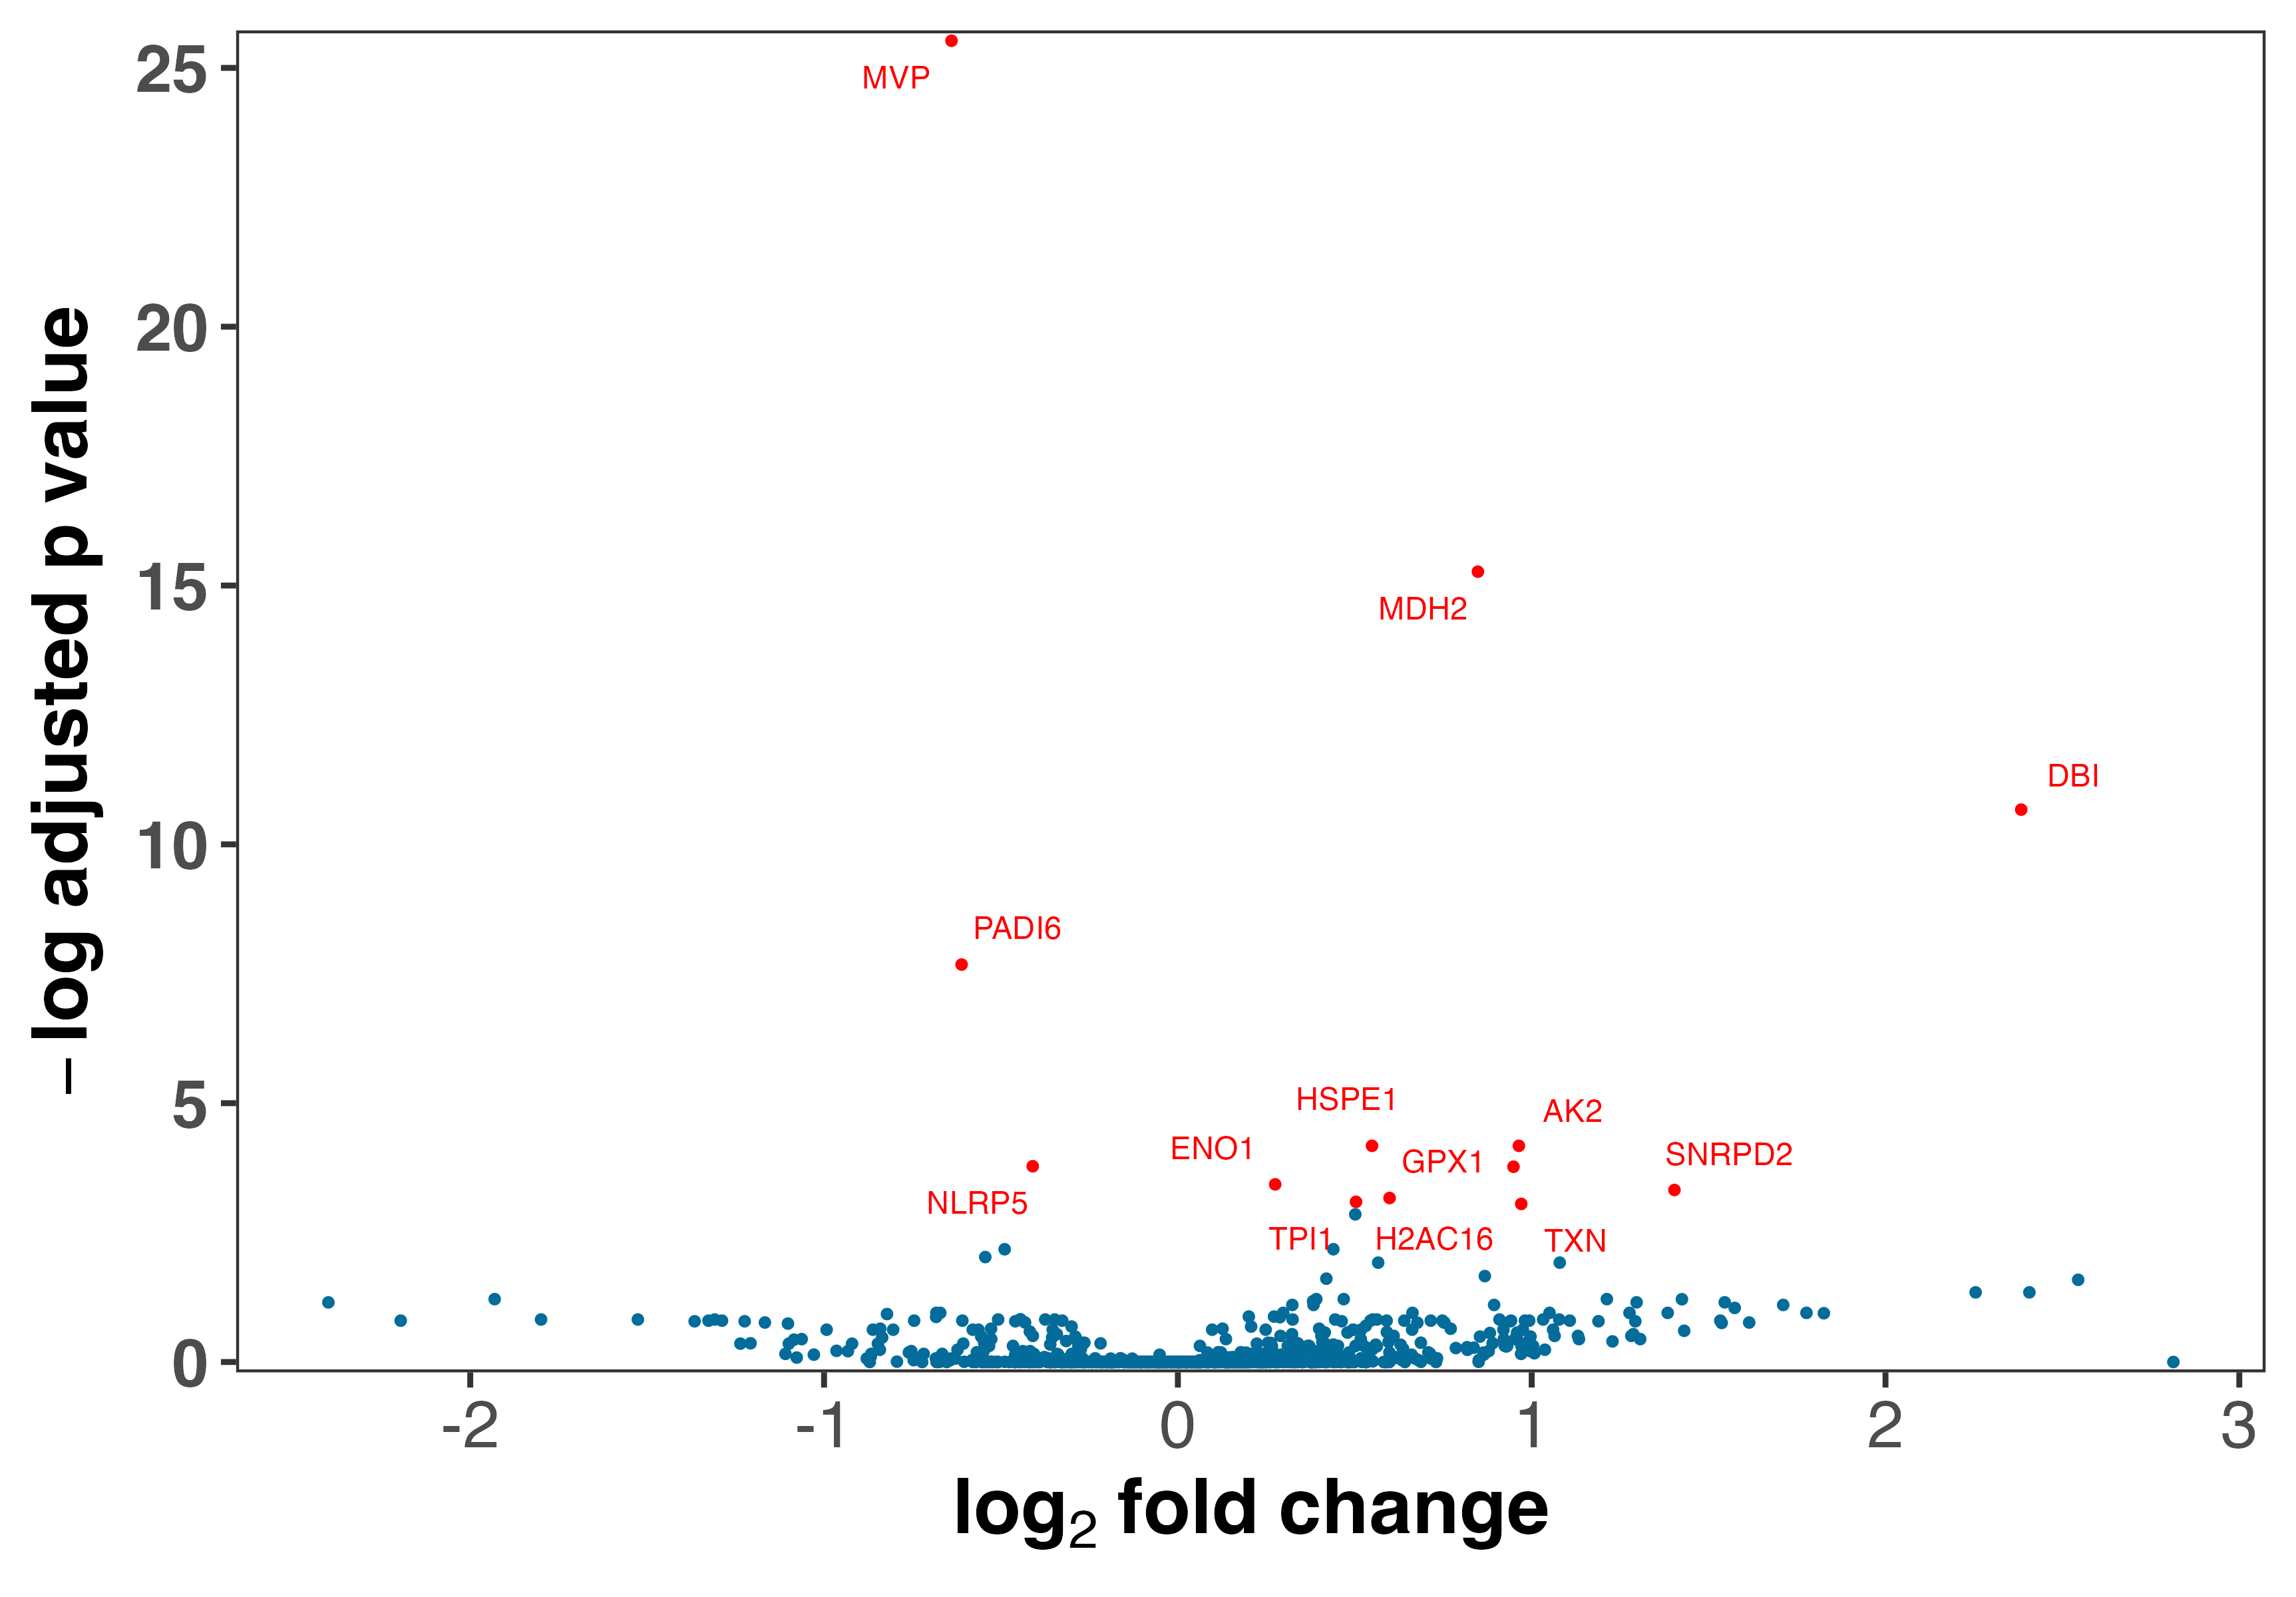 25
20
15
10
5
0
– log adjusted p value
MVP
MDH2
DBI
PADI6
HSPE1
AK2
ENO1
GPX1
SNRPD2
NLRP5
TPI1
H2AC16
TXN
-2 -1 0 1 2 3
log2 fold change